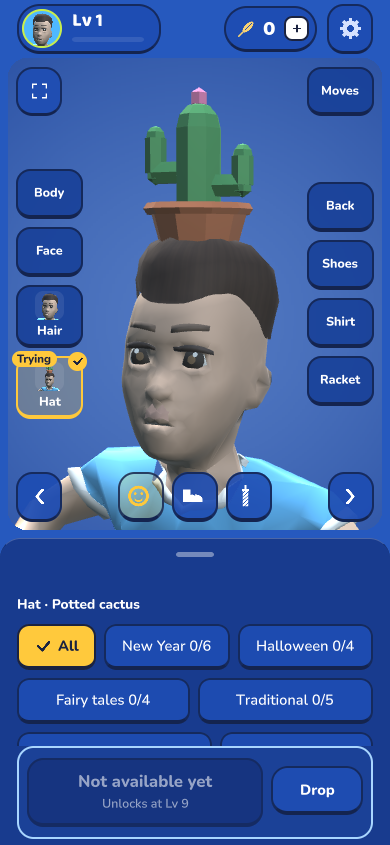 Lv 1
0
+
Moves
Body
Back
Face
Shoes
Hair
Shirt
Trying
Hat
Racket
Hat · Potted cactus
All
New Year 0/6
Halloween 0/4
Fairy tales 0/4
Traditional 0/5
Not available yet
Unlocks at Lv 9
Drop